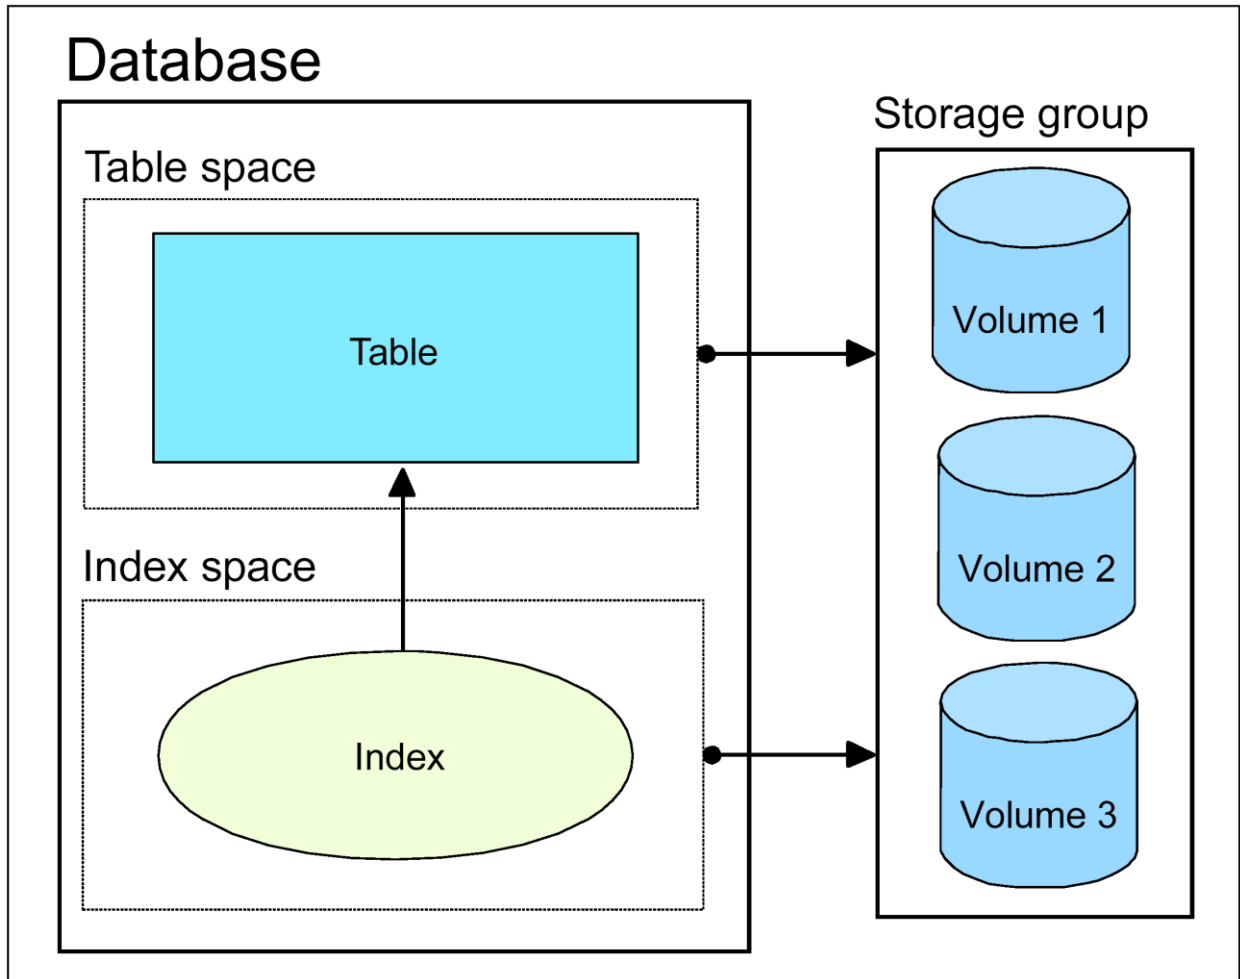 Database
Storage group
Table space
Volume 1
Table
Index space
Volume 2
Index
Volume 3